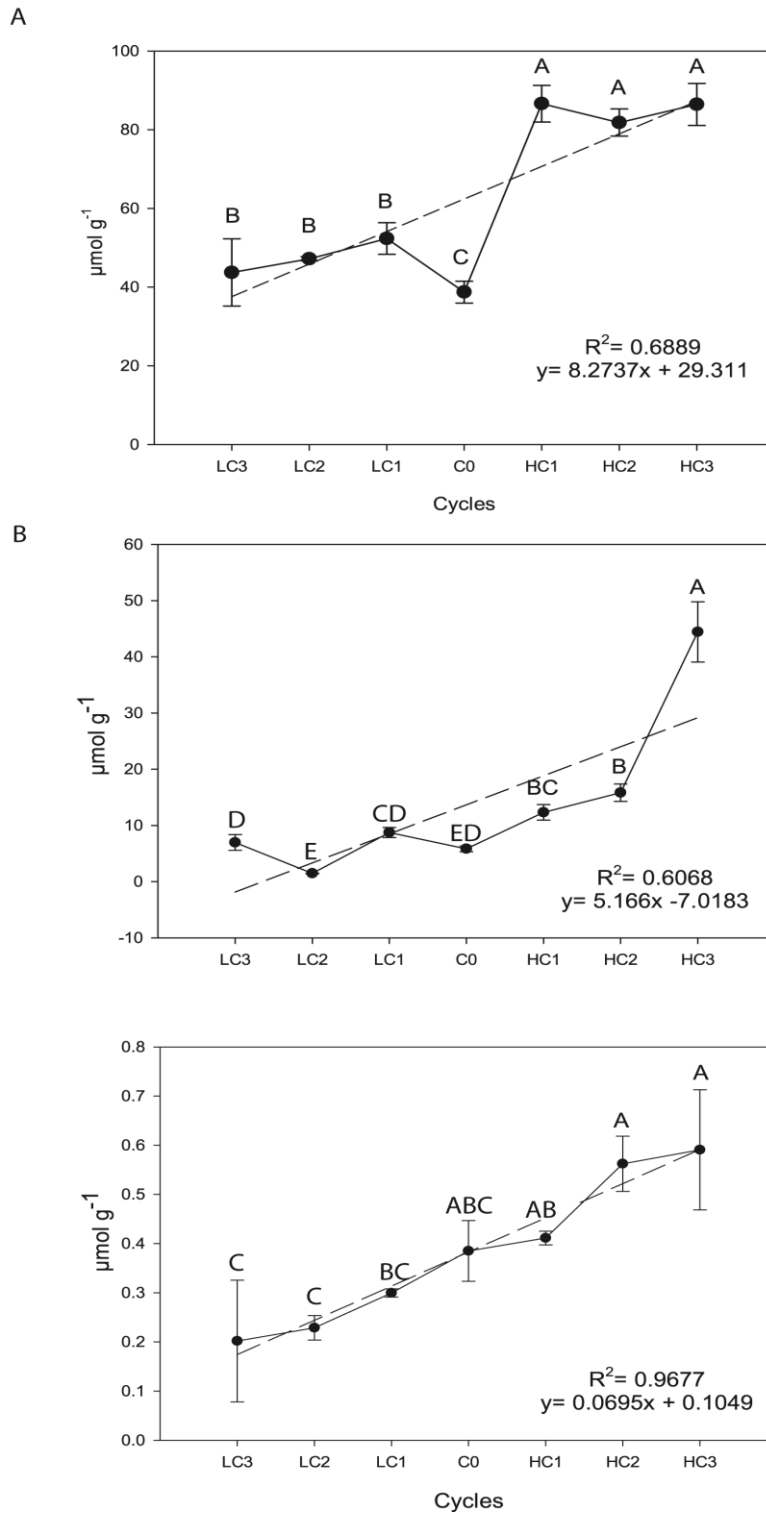 A
100
80
60
40
20
0
µmol g-1
B
B
B
C
A
A
A
R2= 0.6889
y= 8.2737x + 29.311
LC3 LC2 LC1 C0 HC1 HC2 HC3
Cycles
B
60
50
40
30
20
10
0
-10
µmol g-1
D
E
CD
ED
BC
B
A
R2= 0.6068
y= 5.166x -7.0183
LC3 LC2 LC1 C0 HC1 HC2 HC3
0.8
0.7
0.6
0.5
0.4
0.3
0.2
0.1
0.0
µmol g-1
C
C
BC
ABC
AB
A
A
R2= 0.9677
y= 0.0695x + 0.1049
LC3 LC2 LC1 C0 HC1 HC2 HC3
Cycles